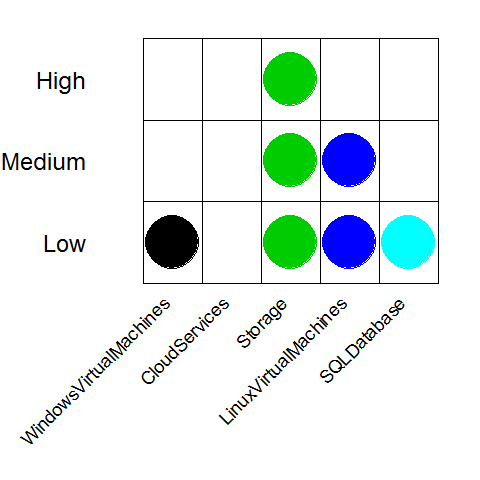 High
Medium
Low
WindowsVirtualMachines
CloudServices
Storage
LinuxVirtualMachines
SQLDatabase